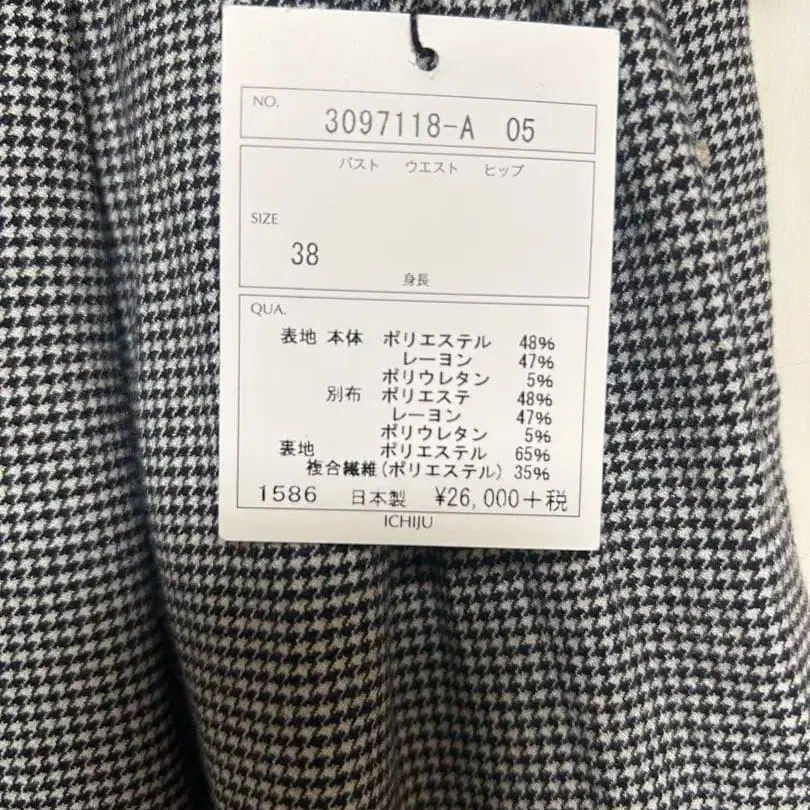 NO.
3097118-A 05
バスト ウエスト ヒップ
SIZE
38
身長
QUA.
表地 本体 ポリエステル 48%
レーヨン 47%
ポリウレタン 5%
別布 ポリエステ 48%
レーヨン 47%
ポリウレタン 5%
裏地 ポリエステル 65%
複合繊維(ポリエステル) 35%
1586 日本製 ¥26,000+税
ICHIJU